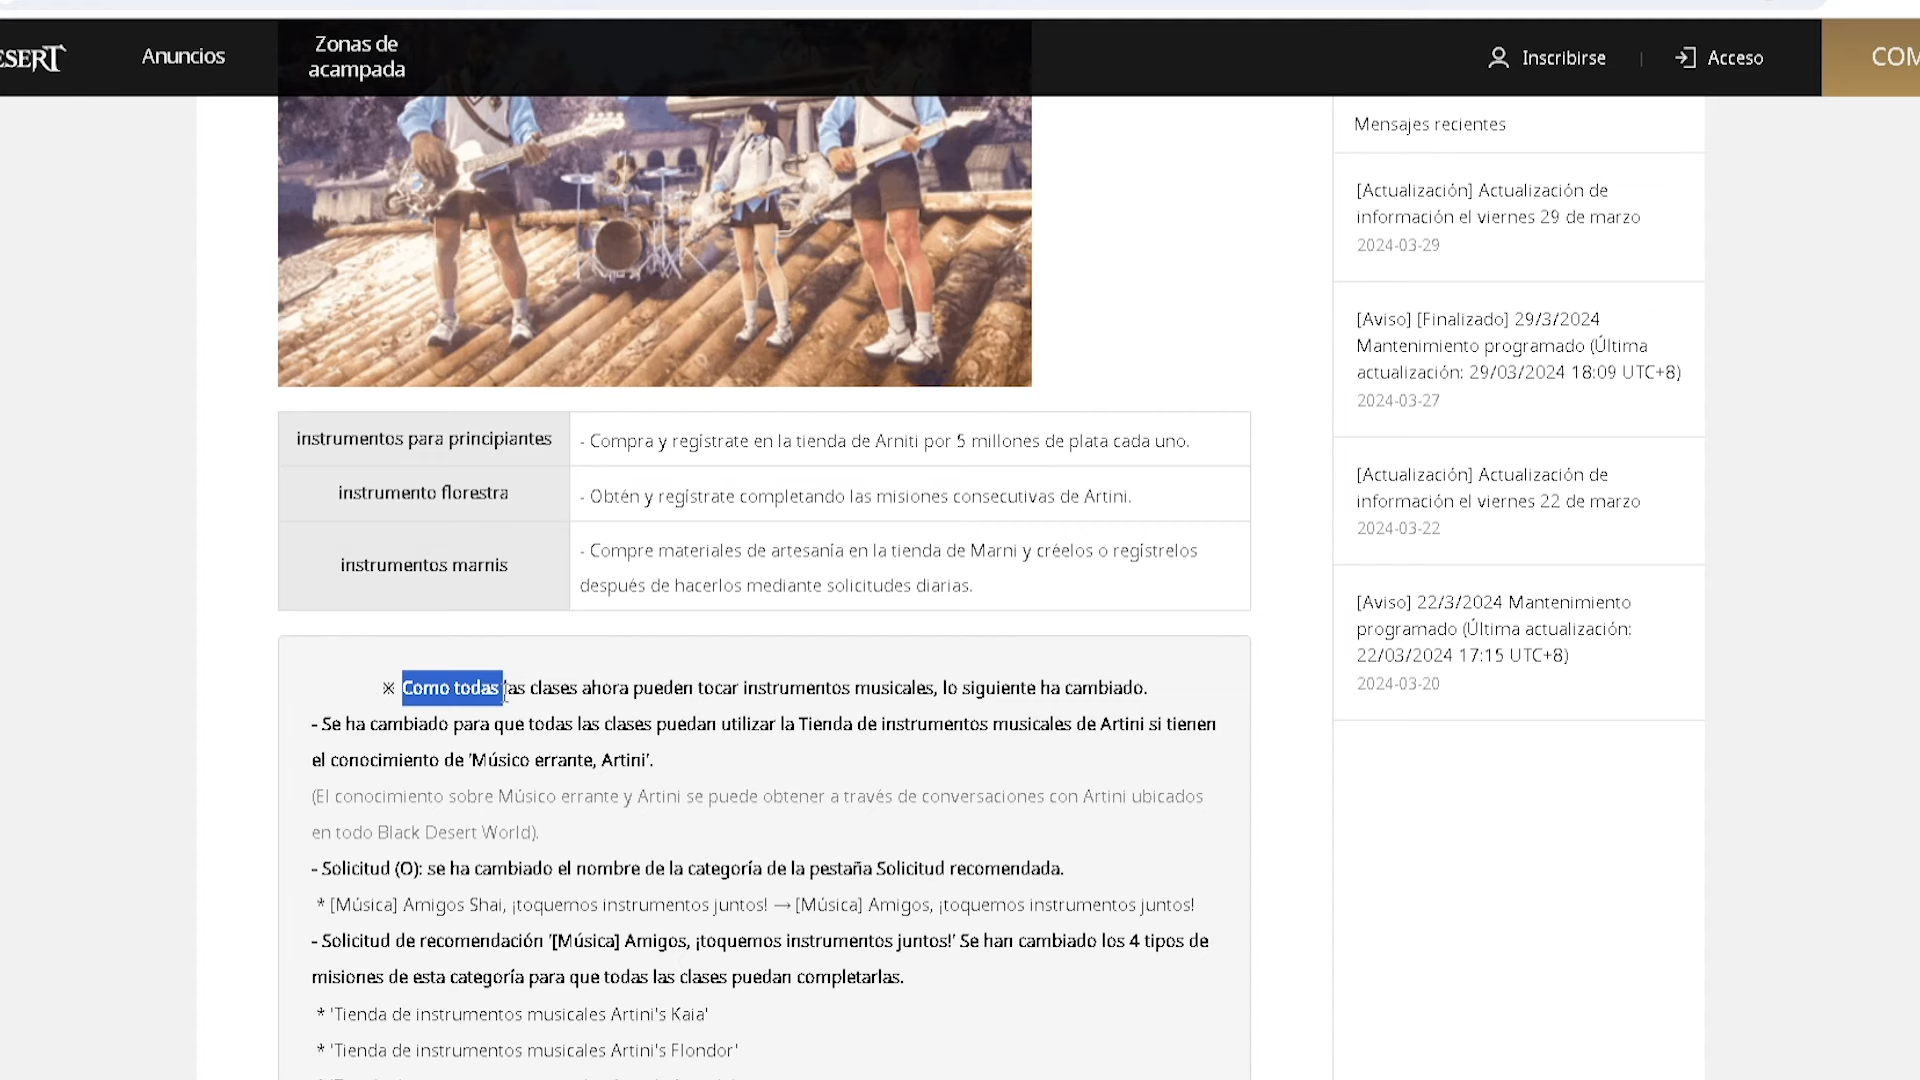 ESERT
Anuncios
Zonas de
acampada
Inscribirse
Acceso
COM
Mensajes recientes
[Actualización] Actualización de
información el viernes 29 de marzo
2024-03-29
[Aviso] [Finalizado] 29/3/2024
Mantenimiento programado (Última
actualización: 29/03/2024 18:09 UTC+8)
2024-03-27
[Actualización] Actualización de
información el viernes 22 de marzo
2024-03-22
[Aviso] 22/3/2024 Mantenimiento
programado (Última actualización:
22/03/2024 17:15 UTC+8)
2024-03-20
instrumentos para principiantes
- Compra y regístrate en la tienda de Arniti por 5 millones de plata cada uno.
instrumento florestra
- Obtén y regístrate completando las misiones consecutivas de Artini.
instrumentos marnis
- Compre materiales de artesanía en la tienda de Marni y créelos o regístrelos
después de hacerlos mediante solicitudes diarias.
※ Como todas las clases ahora pueden tocar instrumentos musicales, lo siguiente ha cambiado.
- Se ha cambiado para que todas las clases puedan utilizar la Tienda de instrumentos musicales de Artini si tienen
el conocimiento de 'Músico errante, Artini'.
(El conocimiento sobre Músico errante y Artini se puede obtener a través de conversaciones con Artini ubicados
en todo Black Desert World).
- Solicitud (O): se ha cambiado el nombre de la categoría de la pestaña Solicitud recomendada.
* [Música] Amigos Shai, ¡toquemos instrumentos juntos! → [Música] Amigos, ¡toquemos instrumentos juntos!
- Solicitud de recomendación '[Música] Amigos, ¡toquemos instrumentos juntos!' Se han cambiado los 4 tipos de
misiones de esta categoría para que todas las clases puedan completarlas.
* 'Tienda de instrumentos musicales Artini's Kaia'
* 'Tienda de instrumentos musicales Artini's Flondor'